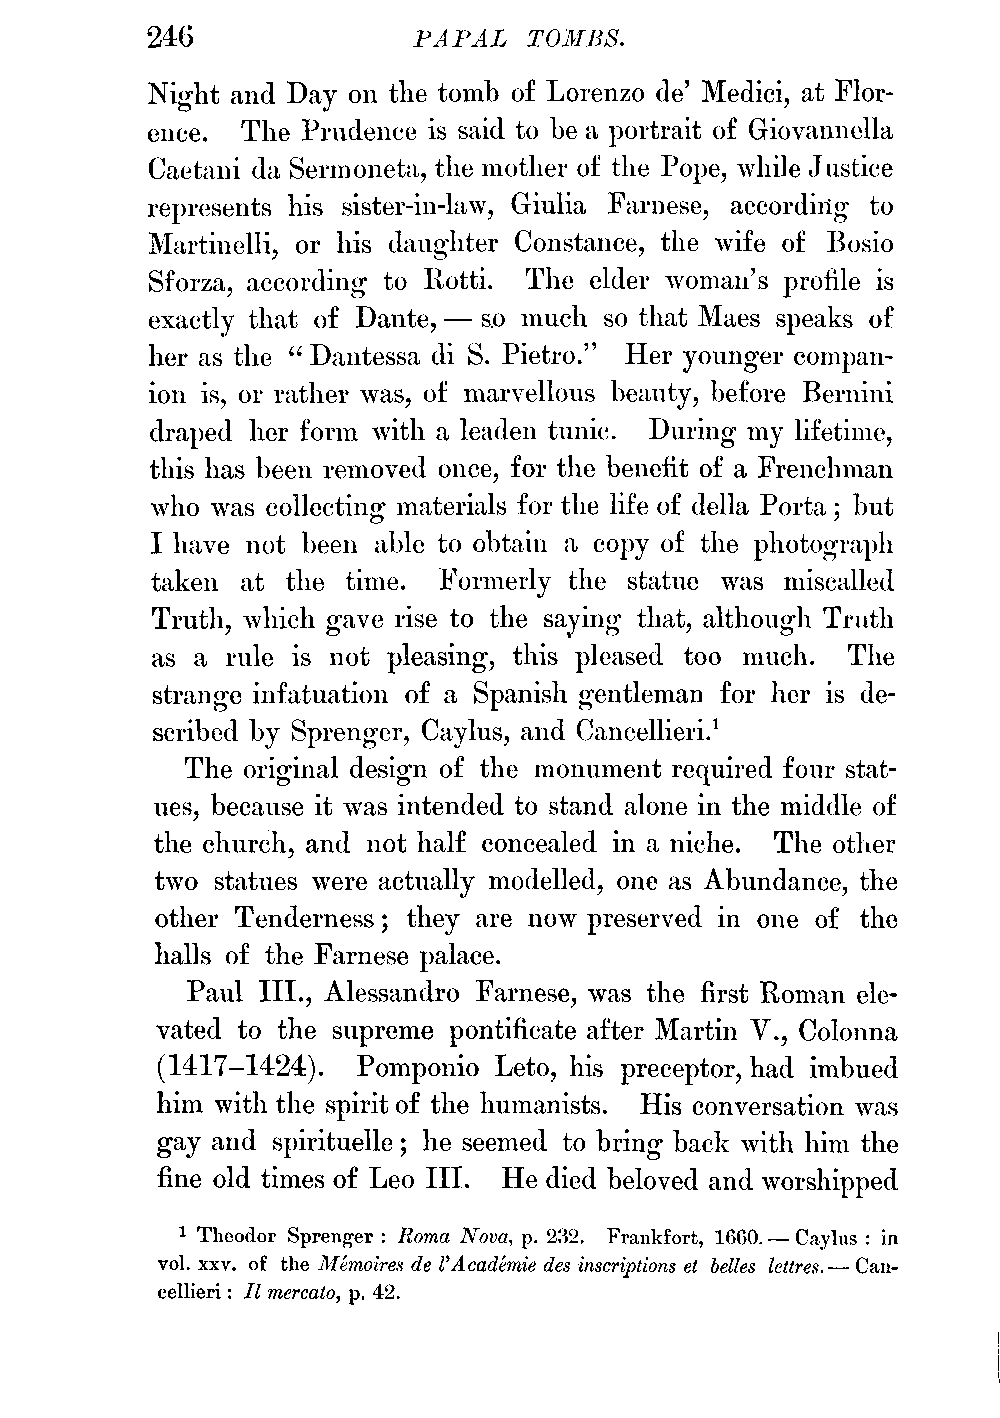 246 PAPAL TOMBS.
Night and Day on the tomb of Lorenzo de' Medici, at Flor-
ence. The Prudence is said to be a portrait of Giovannella
Caetani da Sermoneta, the mother of the Pope, while Justice
represents his sister-in-law, Giulia Farnese, according to
Martinelli, or his daughter Constance, the wife of Bosio
Sforza, according to Rotti. The elder woman's profile is
exactly that of Dante, — so much so that Maes speaks of
her as the “Dantessa di S. Pietro.” Her younger compan-
ion is, or rather was, of marvellous beauty, before Bernini
draped her form with a leaden tunic. During my lifetime,
this has been removed once, for the benefit of a Frenchman
who was collecting materials for the life of della Porta; but
I have not been able to obtain a copy of the photograph
taken at the time. Formerly the statue was miscalled
Truth, which gave rise to the saying that, although Truth
as a rule is not pleasing, this pleased too much. The
strange infatuation of a Spanish gentleman for her is de-
scribed by Sprenger, Caylus, and Cancellieri.¹
The original design of the monument required four stat-
ues, because it was intended to stand alone in the middle of
the church, and not half concealed in a niche. The other
two statues were actually modelled, one as Abundance, the
other Tenderness; they are now preserved in one of the
halls of the Farnese palace.
Paul III., Alessandro Farnese, was the first Roman ele-
vated to the supreme pontificate after Martin V., Colonna
(1417–1424). Pomponio Leto, his preceptor, had imbued
him with the spirit of the humanists. His conversation was
gay and spirituelle; he seemed to bring back with him the
fine old times of Leo III. He died beloved and worshipped
¹ Theodor Sprenger : Roma Nova, p. 232. Frankfort, 1660. — Caylus : in
vol. xxv. of the Mémoires de l'Académie des inscriptions et belles lettres. — Can-
cellieri : Il mercato, p. 42.